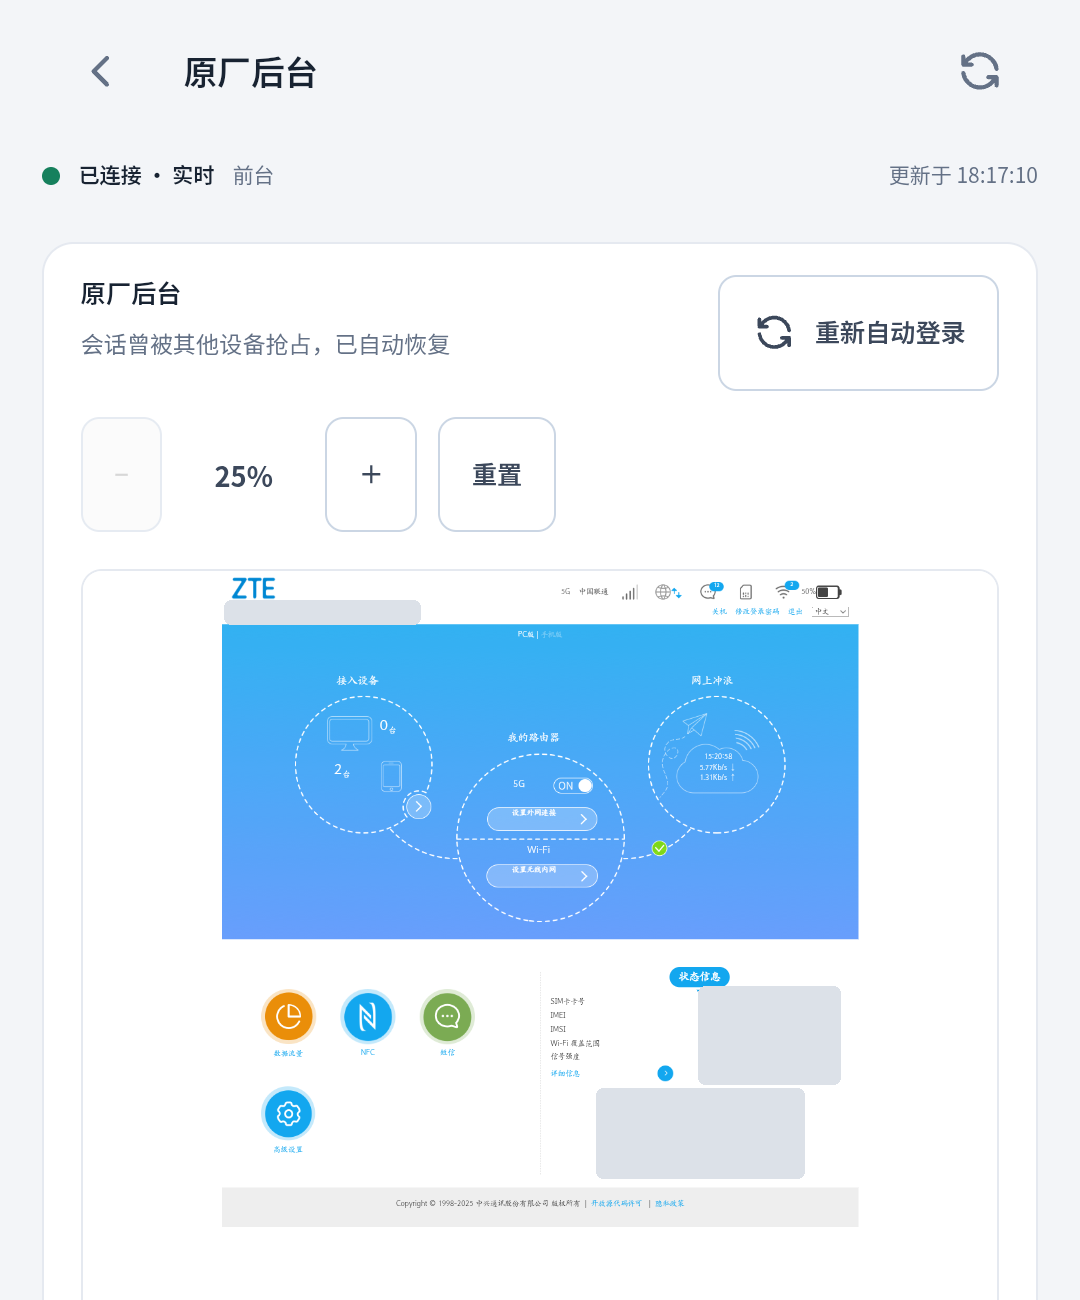 原厂后台
已连接 · 实时 前台 更新于 18:17:10
原厂后台
会话曾被其他设备抢占，已自动恢复
重新自动登录
− 25% + 重置
ZTE
5G 中国联通 12 2 50%
关机 修改登录密码 退出 中文
PC版 | 手机版
接入设备
网上冲浪
0台
2台
我的路由器
5G ON
设置外网连接
Wi-Fi
设置无线内网
15:20:58
5.77Kb/s ↓
1.31Kb/s ↑
数据流量 NFC 短信
高级设置
状态信息
SIM卡卡号
IMEI
IMSI
Wi-Fi 覆盖范围
信号强度
详细信息
Copyright © 1998-2025 中兴通讯股份有限公司 版权所有 | 开放源代码许可 | 隐私政策